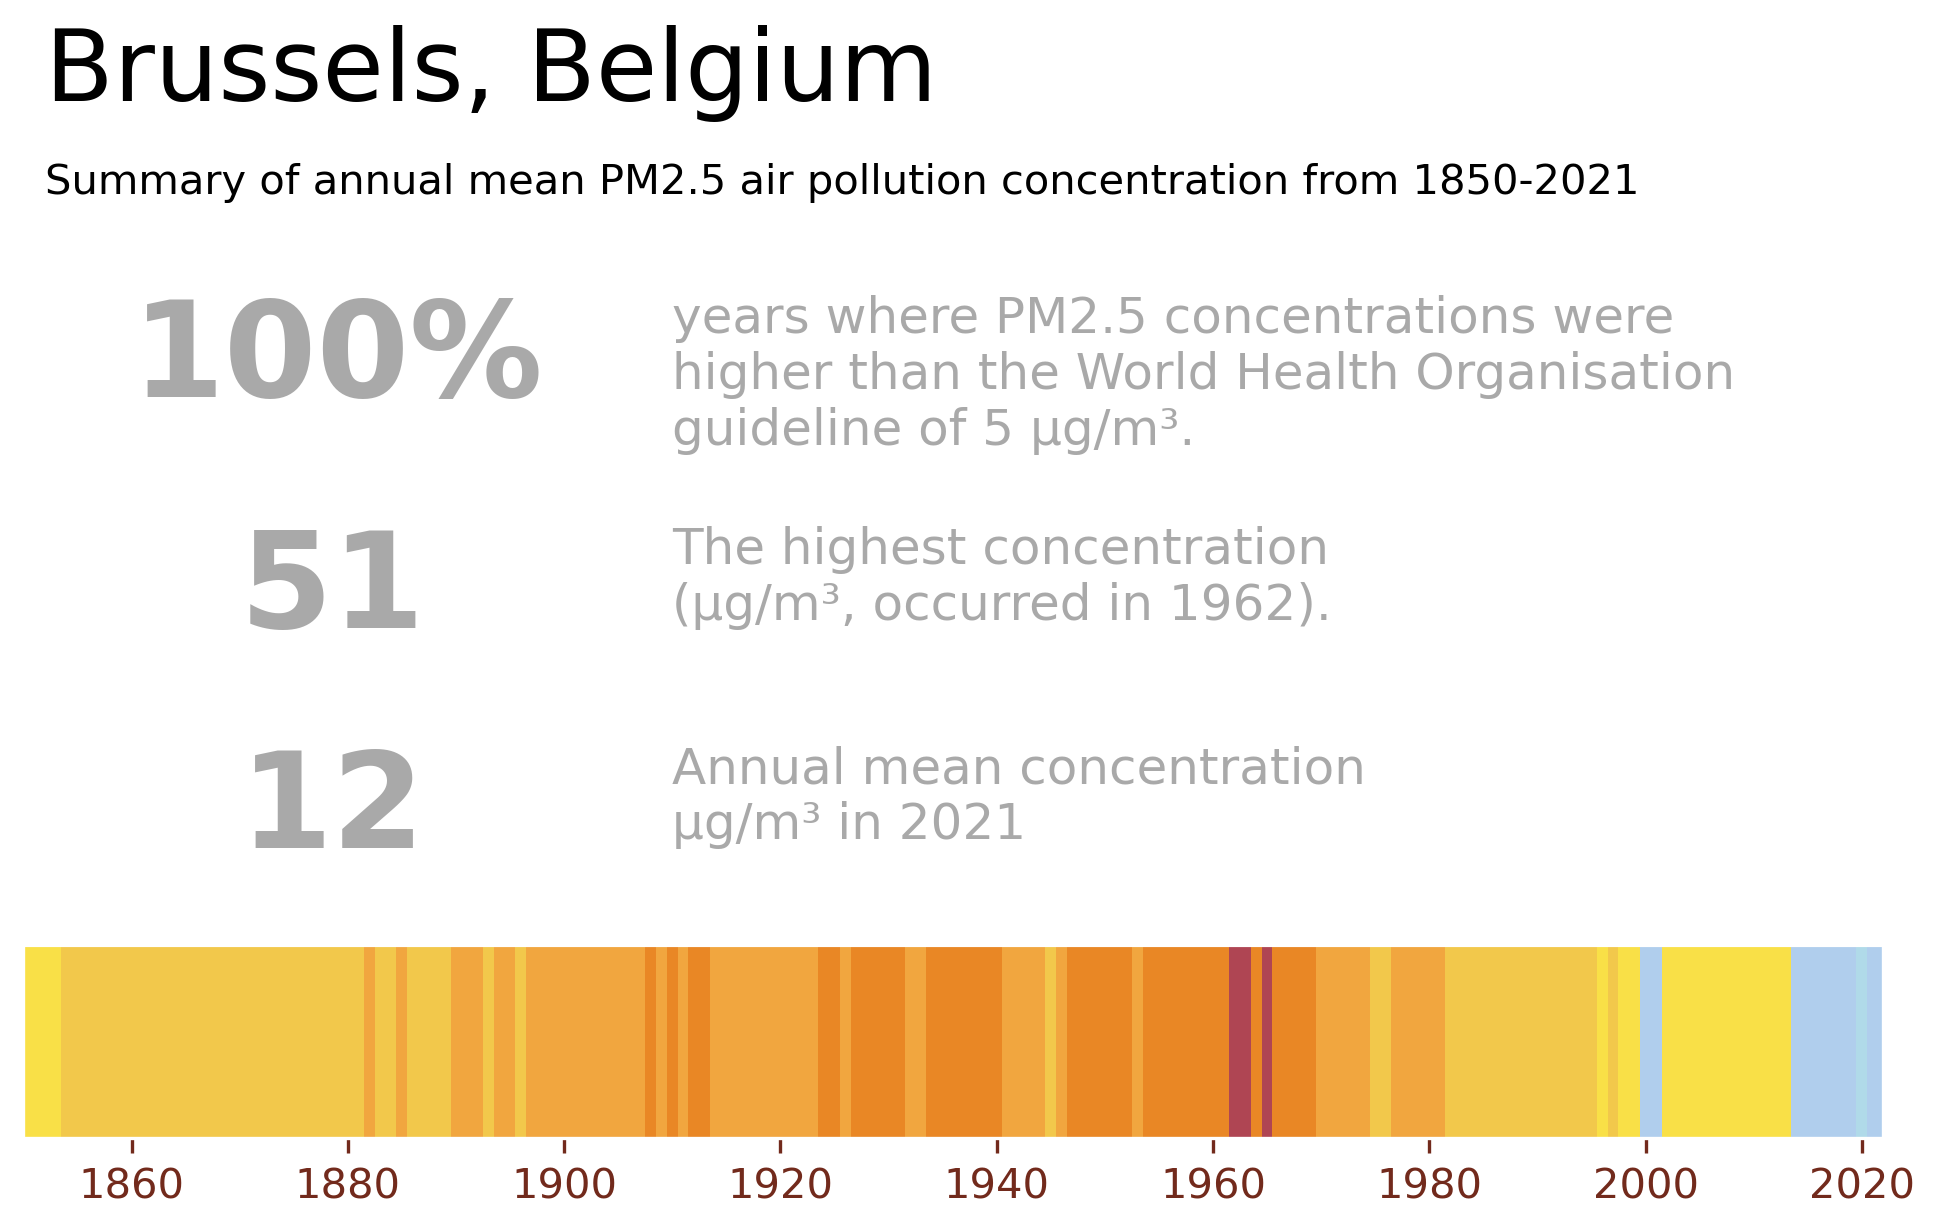 Brussels, Belgium
Summary of annual mean PM2.5 air pollution concentration from 1850-2021
100%
years where PM2.5 concentrations were
higher than the World Health Organisation
guideline of 5 µg/m³.
51
The highest concentration
(µg/m³, occurred in 1962).
12
Annual mean concentration
µg/m³ in 2021
1860 1880 1900 1920 1940 1960 1980 2000 2020